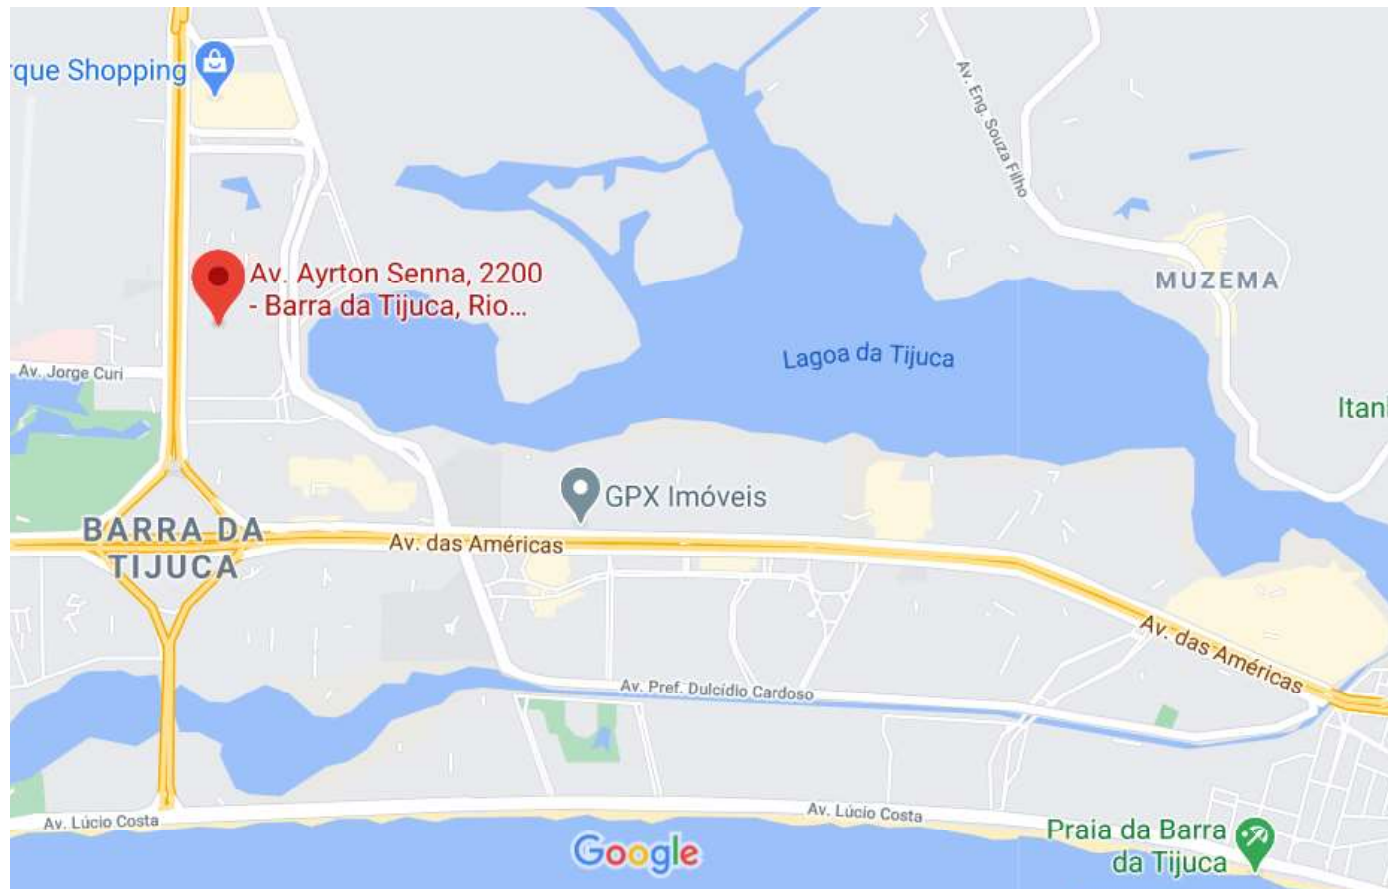 rque Shopping
Av. Eng. Souza Filho
Av. Ayrton Senna, 2200
- Barra da Tijuca, Rio...
MUZEMA
Lagoa da Tijuca
Av. Jorge Curi
Itanl
GPX Imóveis
BARRA DA
TIJUCA
Av. das Américas
Av. das Américas
Av. Pref. Dulcídio Cardoso
Av. Lúcio Costa
Av. Lúcio Costa
Praia da Barra
da Tijuca
Google